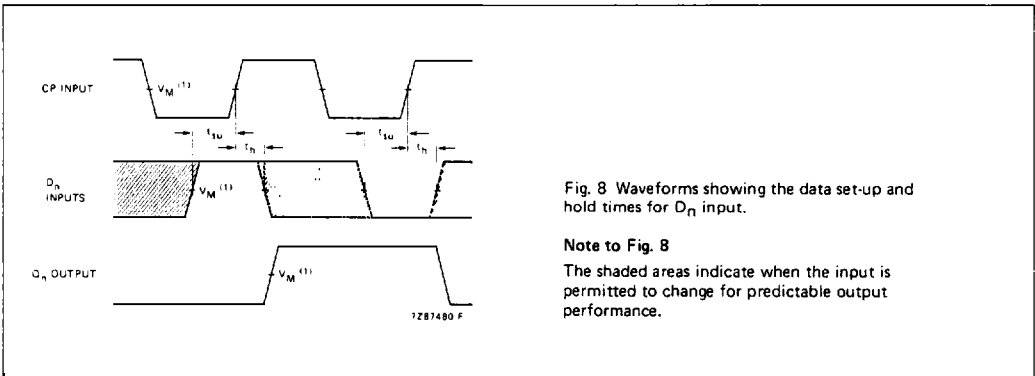 CP INPUT
V_M (1)
t_su
t_su
t_h
t_h
D_n
INPUTS
V_M (1)
Q_n OUTPUT
V_M (1)
7Z87480 F
Fig. 8 Waveforms showing the data set-up and
hold times for D_n input.
Note to Fig. 8
The shaded areas indicate when the input is
permitted to change for predictable output
performance.